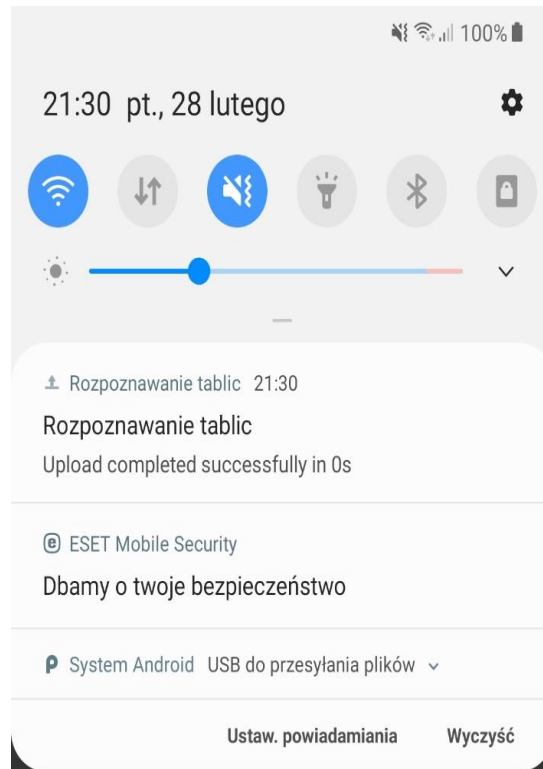 100%
21:30 pt., 28 lutego
Rozpoznawanie tablic 21:30
Rozpoznawanie tablic
Upload completed successfully in 0s
ESET Mobile Security
Dbamy o twoje bezpieczeństwo
System Android USB do przesyłania plików
Ustaw. powiadamiania Wyczyść